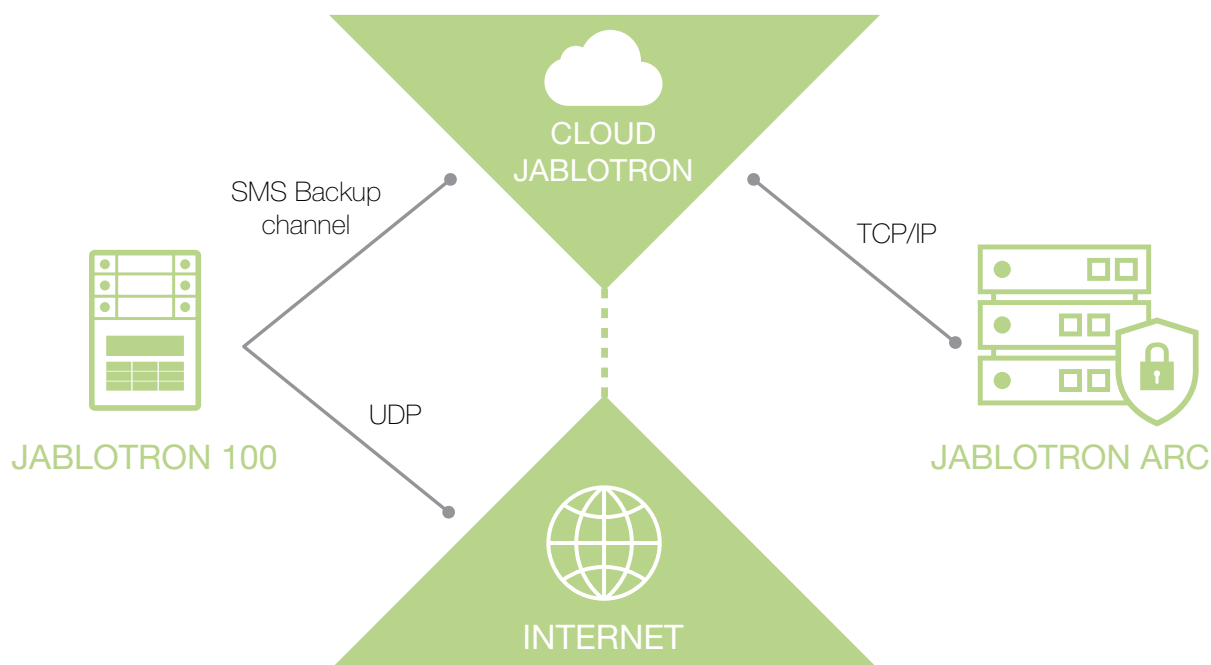 CLOUD
JABLOTRON
SMS Backup
channel
TCP/IP
UDP
JABLOTRON 100
JABLOTRON ARC
INTERNET